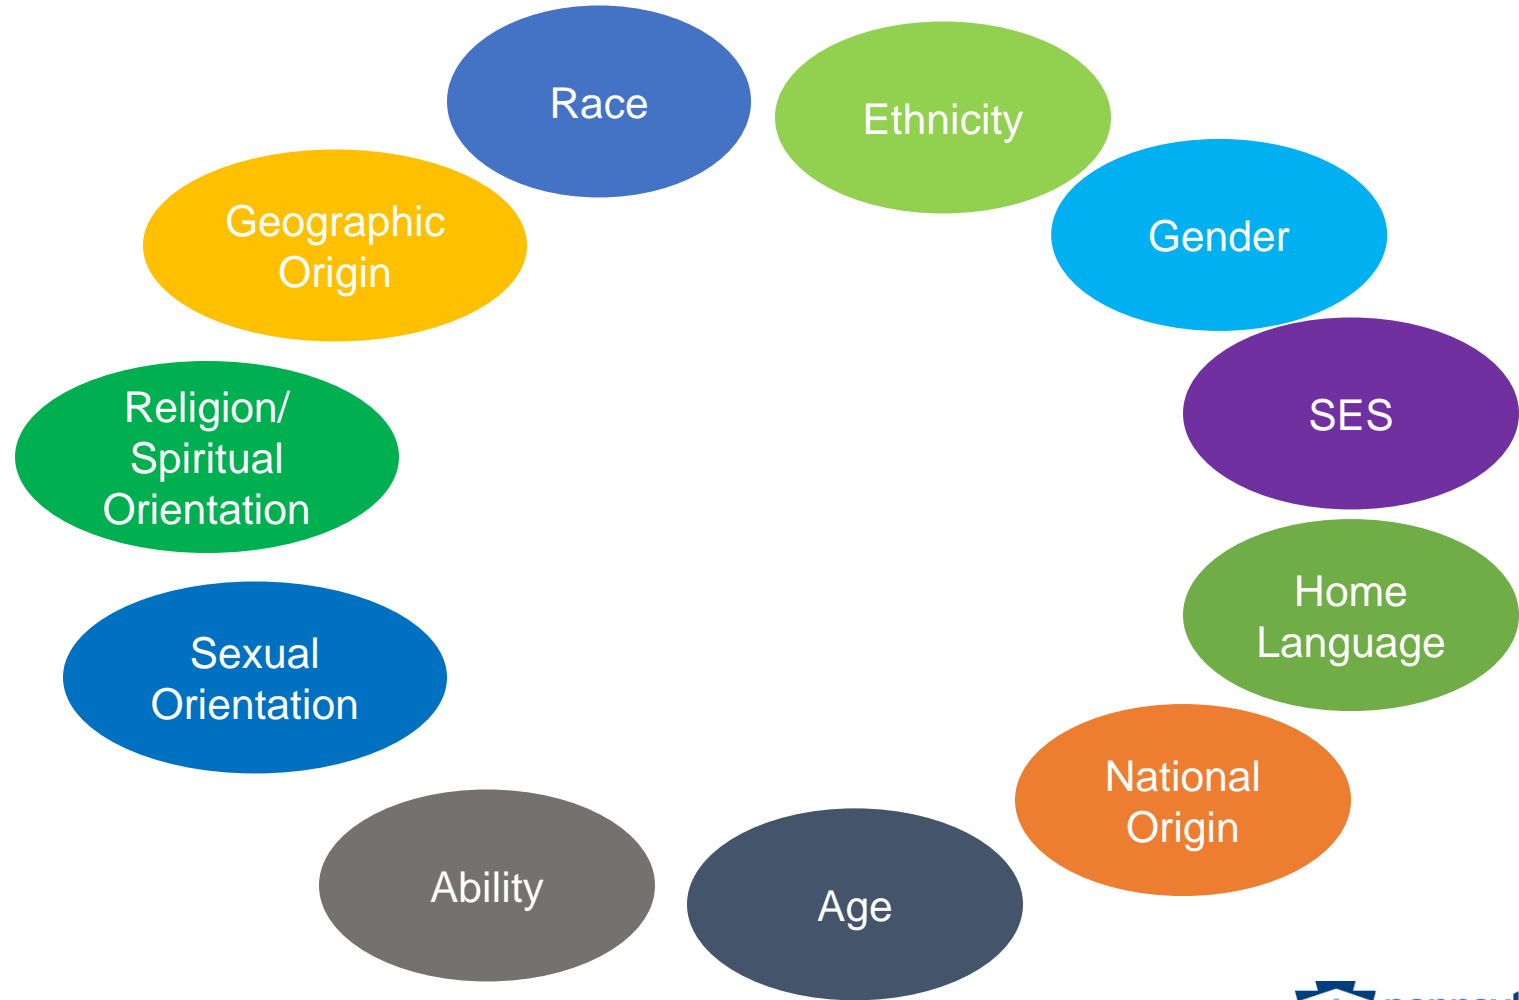 Race
Ethnicity
Geographic
Origin
Gender
Religion/
Spiritual
Orientation
SES
Home
Language
Sexual
Orientation
National
Origin
Ability
Age